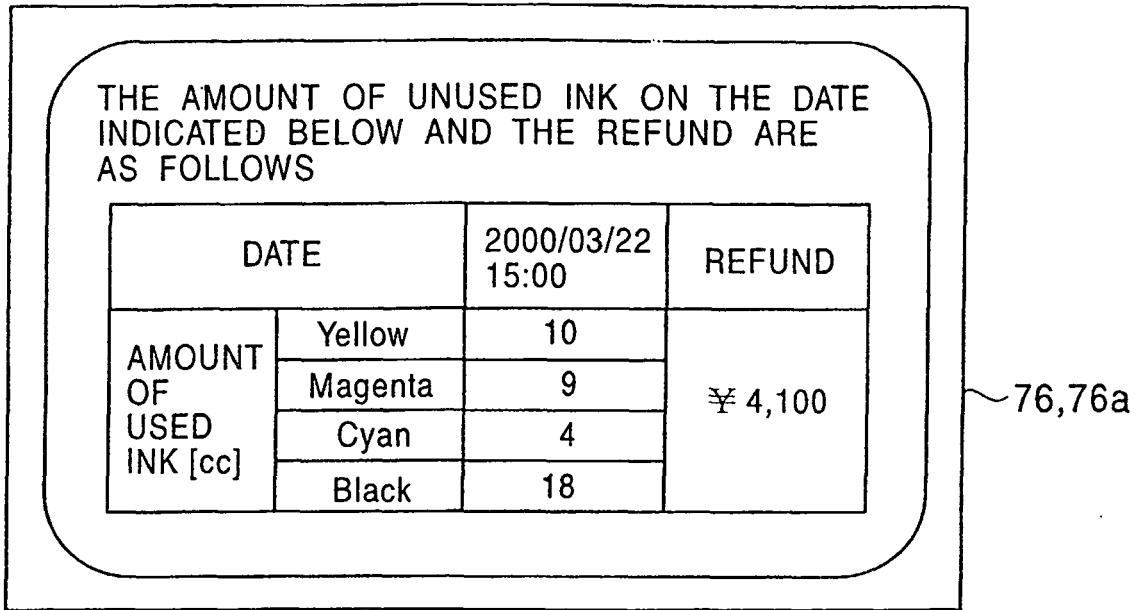 THE AMOUNT OF UNUSED INK ON THE DATE
INDICATED BELOW AND THE REFUND ARE
AS FOLLOWS
DATE
2000/03/22
15:00
REFUND
AMOUNT
OF
USED
INK [cc]
Yellow 10
Magenta 9
Cyan 4
Black 18
¥ 4,100
76,76a